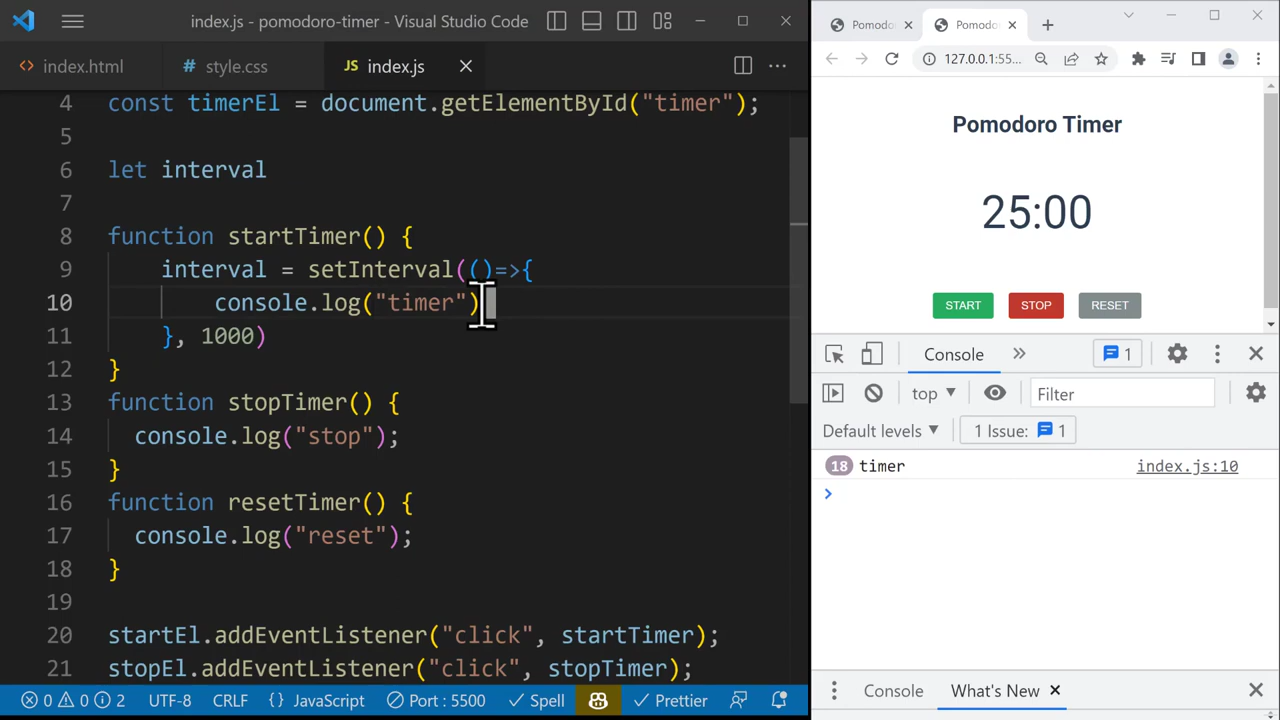 index.js - pomodoro-timer - Visual Studio Code
index.html
style.css
JS index.js
4 const timerEl = document.getElementById("timer");
5
6 let interval
7
8 function startTimer() {
9 interval = setInterval(()=>{
10 console.log("timer")
11 }, 1000)
12 }
13 function stopTimer() {
14 console.log("stop");
15 }
16 function resetTimer() {
17 console.log("reset");
18 }
19
20 startEl.addEventListener("click", startTimer);
21 stopEl.addEventListener("click", stopTimer);
0 0 2 UTF-8 CRLF {} JavaScript Port : 5500 Spell Prettier
Pomodo
Pomodo
127.0.0.1:55...
Pomodoro Timer
25:00
START STOP RESET
Console 1
top Filter
Default levels 1 Issue: 1
18 timer index.js:10
Console What's New